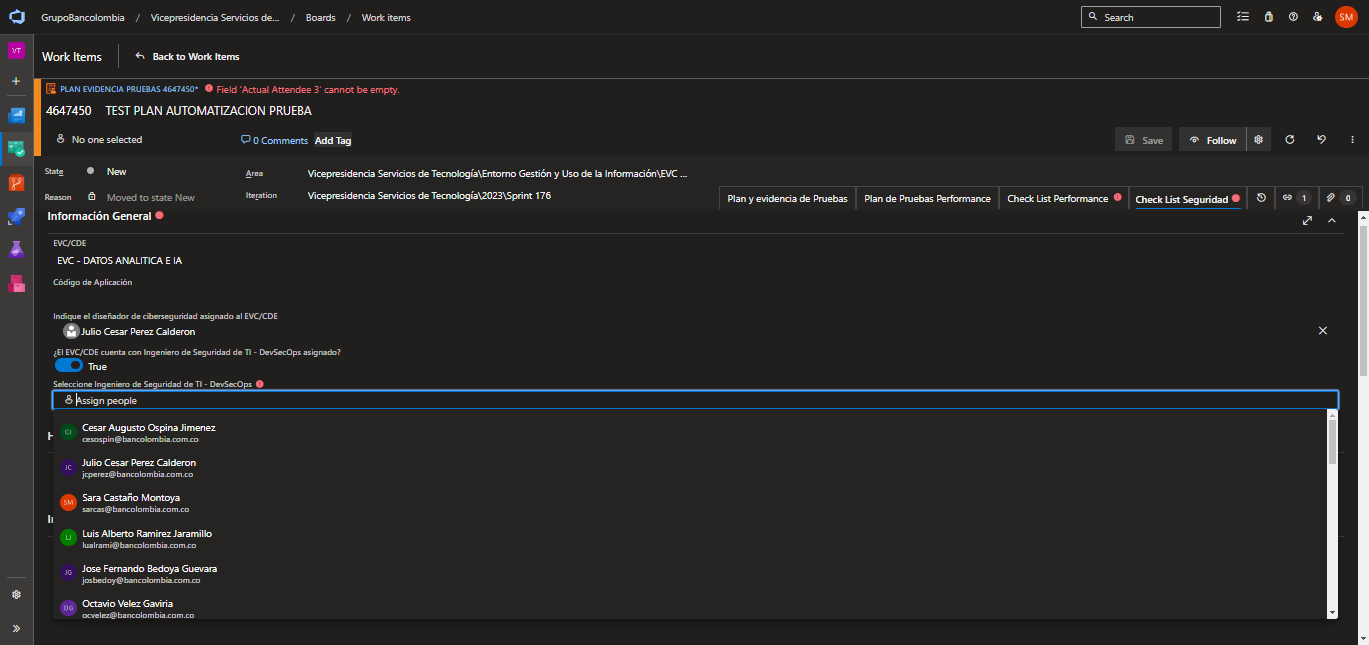 GrupoBancolombia / Vicepresidencia Servicios de... / Boards / Work items
Search
SM
VT
Work Items
Back to Work Items
PLAN EVIDENCIA PRUEBAS 4647450*
Field 'Actual Attendee 3' cannot be empty.
4647450 TEST PLAN AUTOMATIZACION PRUEBA
No one selected
0 Comments
Add Tag
Save
Follow
State
New
Area
Vicepresidencia Servicios de Tecnología\Entorno Gestión y Uso de la Información\EVC ...
Reason
Moved to state New
Iteration
Vicepresidencia Servicios de Tecnología\2023\Sprint 176
Plan y evidencia de Pruebas
Plan de Pruebas Performance
Check List Performance
Check List Seguridad
1
0
Información General
EVC/CDE
EVC - DATOS ANALITICA E IA
Código de Aplicación
Indique el diseñador de ciberseguridad asignado al EVC/CDE
Julio Cesar Perez Calderon
¿El EVC/CDE cuenta con Ingeniero de Seguridad de TI - DevSecOps asignado?
True
Seleccione Ingeniero de Seguridad de TI - DevSecOps
Assign people
CJ
Cesar Augusto Ospina Jimenez
cesospin@bancolombia.com.co
JC
Julio Cesar Perez Calderon
jcperez@bancolombia.com.co
SM
Sara Castaño Montoya
sarcas@bancolombia.com.co
LJ
Luis Alberto Ramirez Jaramillo
lualrami@bancolombia.com.co
JG
Jose Fernando Bedoya Guevara
josbedoy@bancolombia.com.co
OG
Octavio Velez Gaviria
ocvelez@bancolombia.com.co